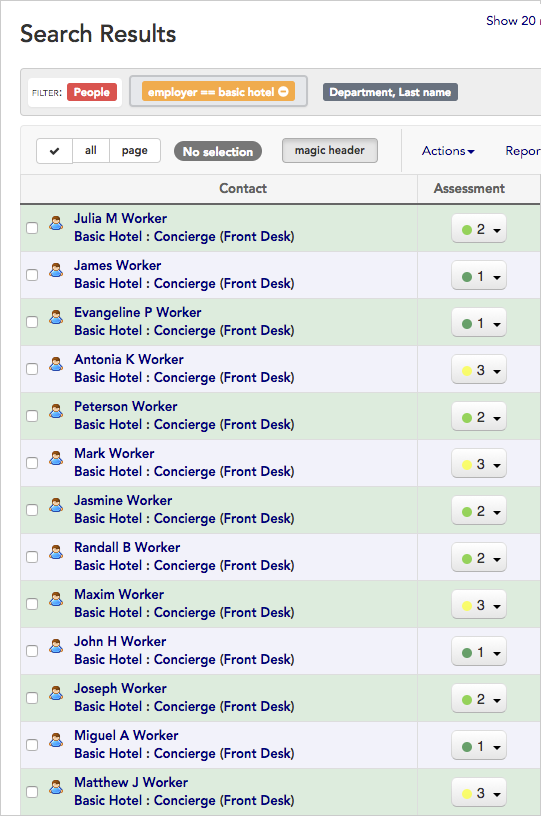 Show 20
Search Results
FILTER: People employer == basic hotel Department, Last name
all page No selection magic header Actions Repor
Contact Assessment
Julia M Worker
Basic Hotel : Concierge (Front Desk) 2
James Worker
Basic Hotel : Concierge (Front Desk) 1
Evangeline P Worker
Basic Hotel : Concierge (Front Desk) 1
Antonia K Worker
Basic Hotel : Concierge (Front Desk) 3
Peterson Worker
Basic Hotel : Concierge (Front Desk) 2
Mark Worker
Basic Hotel : Concierge (Front Desk) 3
Jasmine Worker
Basic Hotel : Concierge (Front Desk) 2
Randall B Worker
Basic Hotel : Concierge (Front Desk) 2
Maxim Worker
Basic Hotel : Concierge (Front Desk) 3
John H Worker
Basic Hotel : Concierge (Front Desk) 1
Joseph Worker
Basic Hotel : Concierge (Front Desk) 2
Miguel A Worker
Basic Hotel : Concierge (Front Desk) 1
Matthew J Worker
Basic Hotel : Concierge (Front Desk) 3